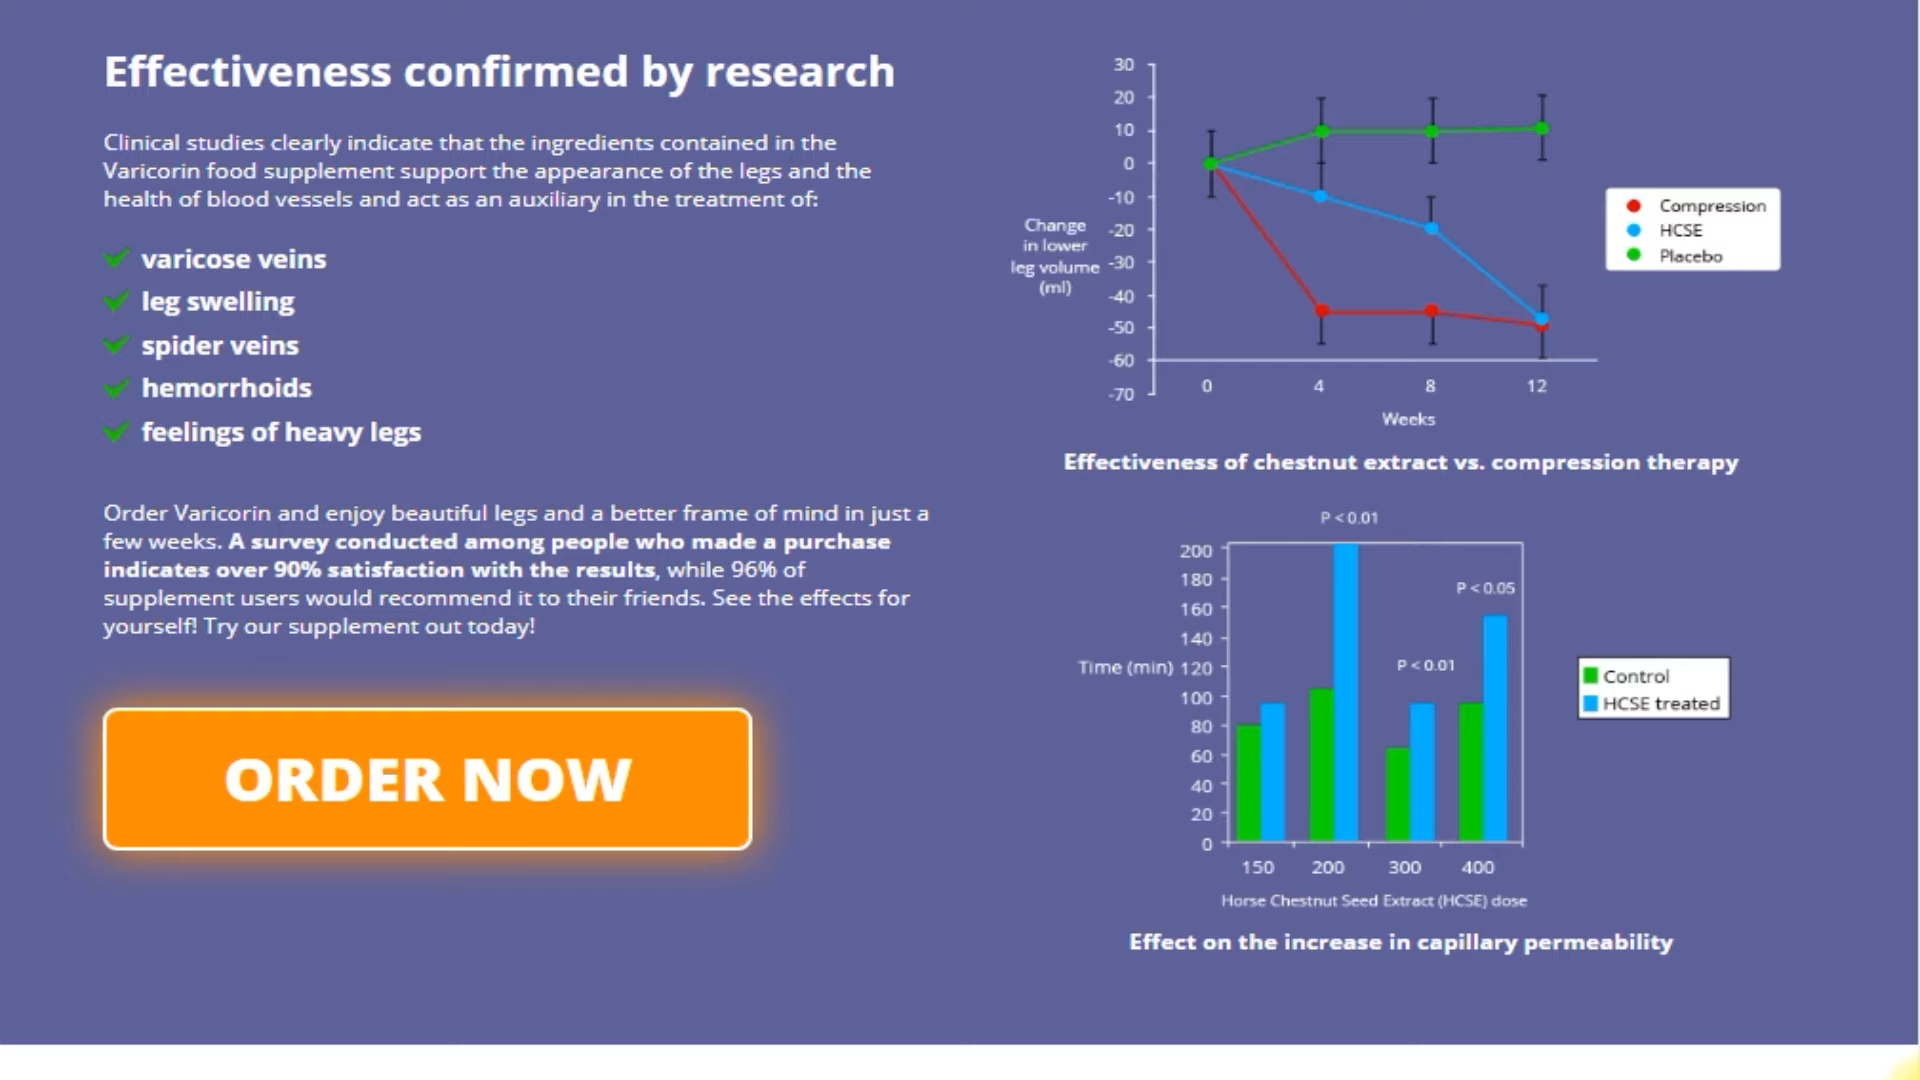 Effectiveness confirmed by research
Clinical studies clearly indicate that the ingredients contained in the
Varicorin food supplement support the appearance of the legs and the
health of blood vessels and act as an auxiliary in the treatment of:
varicose veins
leg swelling
spider veins
hemorrhoids
feelings of heavy legs
Order Varicorin and enjoy beautiful legs and a better frame of mind in just a
few weeks. A survey conducted among people who made a purchase
indicates over 90% satisfaction with the results, while 96% of
supplement users would recommend it to their friends. See the effects for
yourself! Try our supplement out today!
ORDER NOW
30
20
10
0
-10
-20
-30
-40
-50
-60
-70
Change
in lower
leg volume
(ml)
0 4 8 12
Weeks
Compression
HCSE
Placebo
Effectiveness of chestnut extract vs. compression therapy
P < 0.01
P < 0.05
P < 0.01
200
180
160
140
Time (min) 120
100
80
60
40
20
0
150 200 300 400
Horse Chestnut Seed Extract (HCSE) dose
Control
HCSE treated
Effect on the increase in capillary permeability